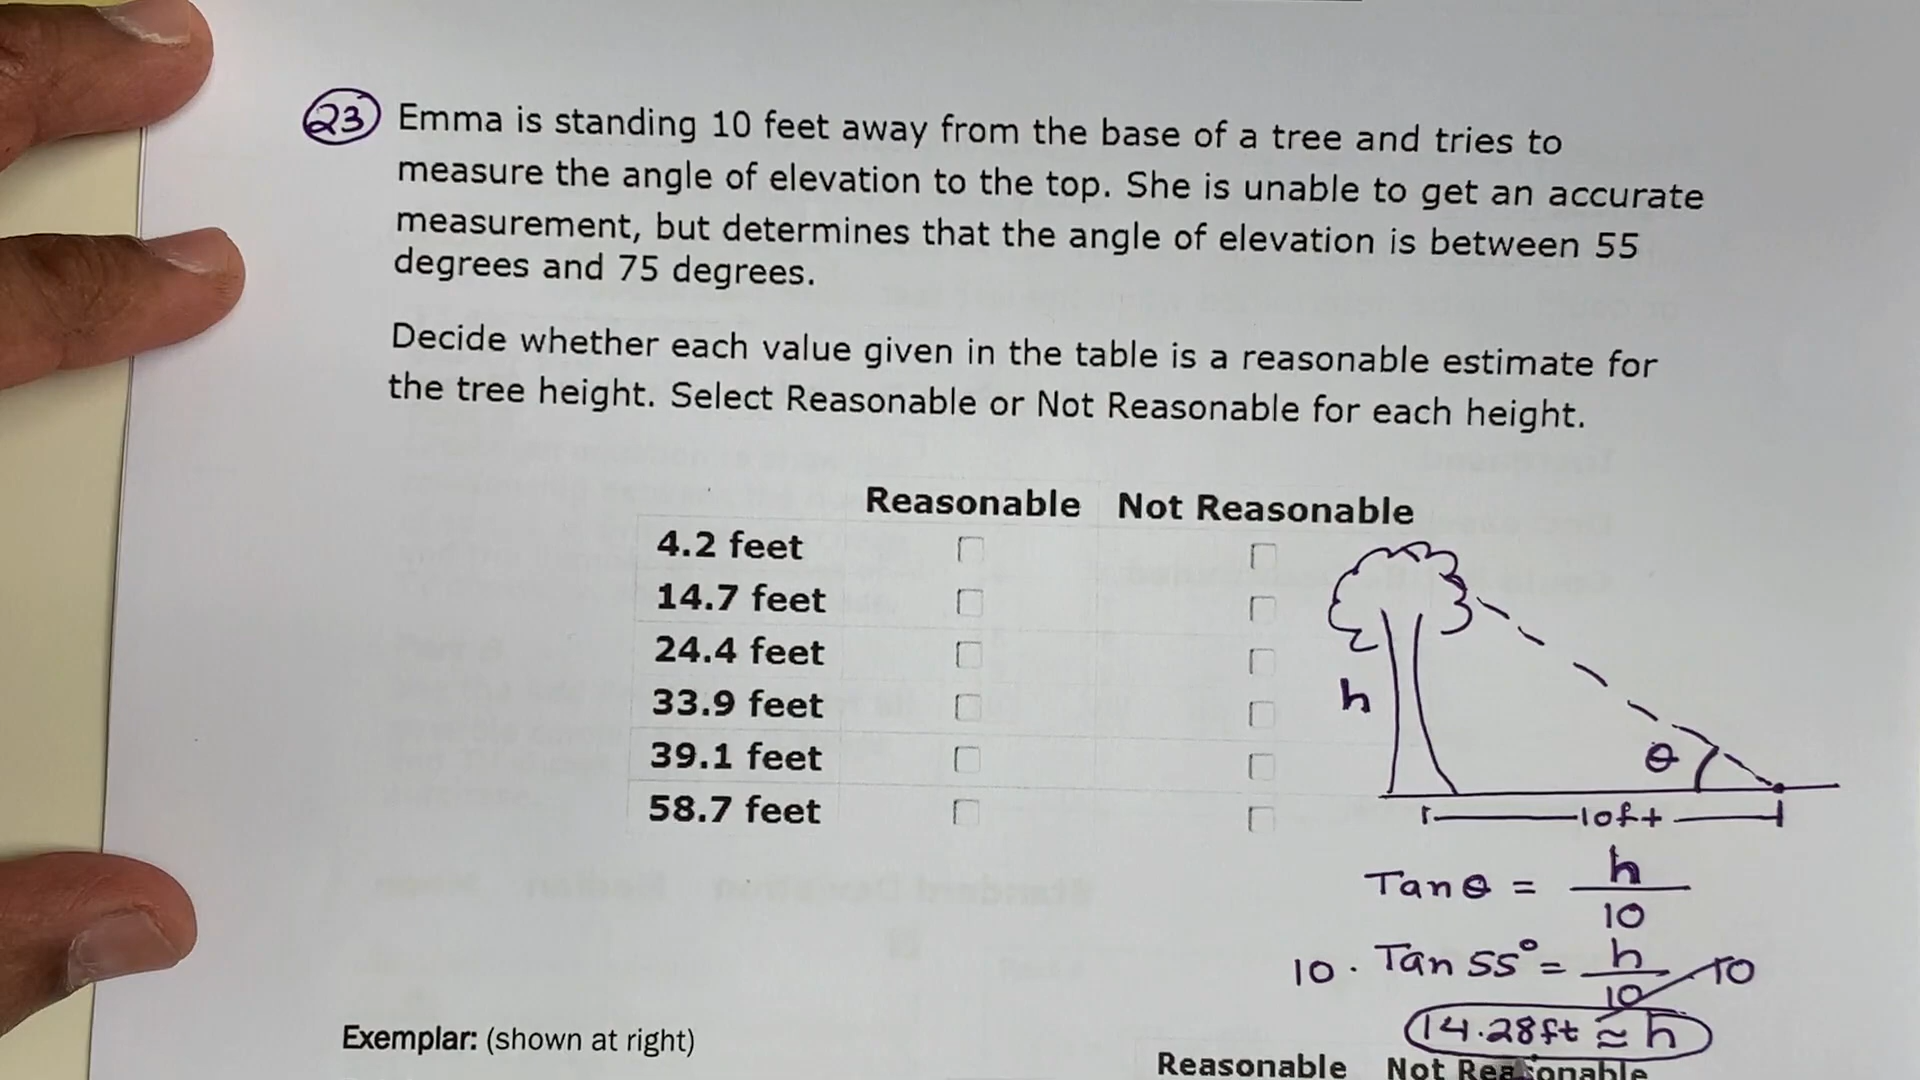 23 Emma is standing 10 feet away from the base of a tree and tries to
measure the angle of elevation to the top. She is unable to get an accurate
measurement, but determines that the angle of elevation is between 55
degrees and 75 degrees.
Decide whether each value given in the table is a reasonable estimate for
the tree height. Select Reasonable or Not Reasonable for each height.
Reasonable Not Reasonable
4.2 feet
14.7 feet
24.4 feet
33.9 feet
39.1 feet
58.7 feet
h
θ
10ft
Tan θ = h/10
10 · Tan 55° = h/10 10
14.28ft ≈ h
Exemplar: (shown at right)
Reasonable Not Reasonable